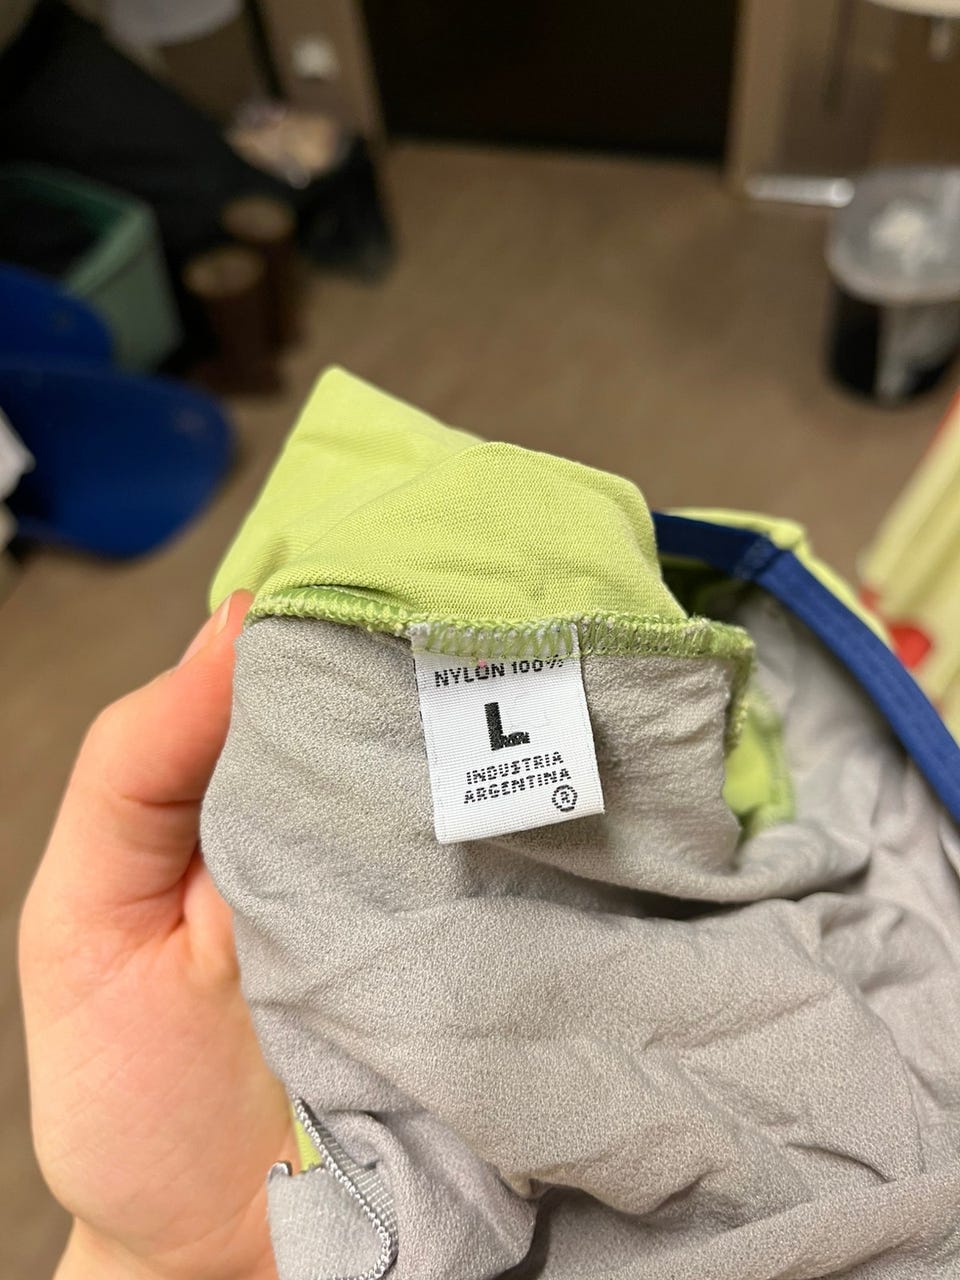 NYLON 100%
L
INDUSTRIA
ARGENTINA
®